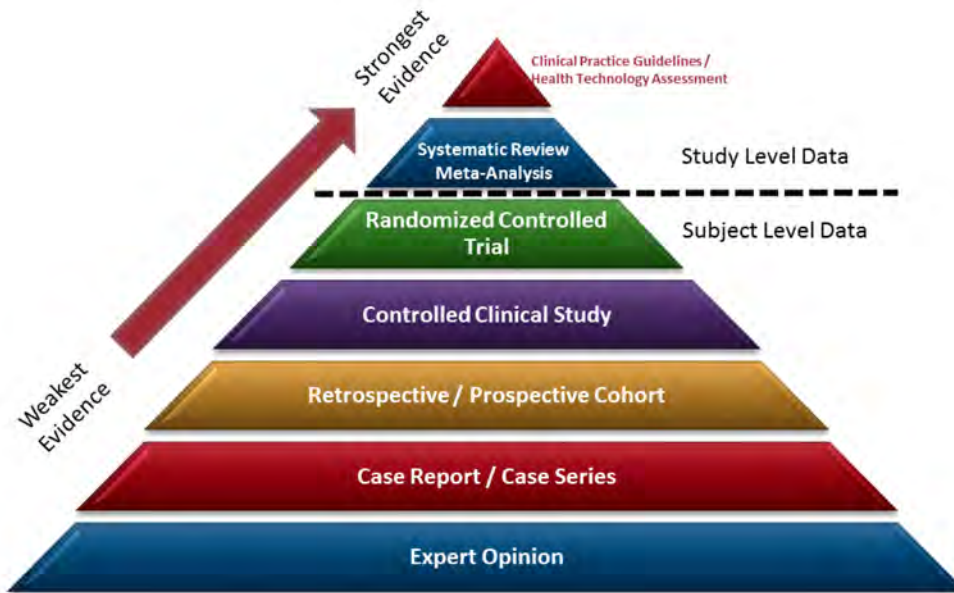 Strongest
Evidence
Clinical Practice Guidelines /
Health Technology Assessment
Systematic Review
Meta-Analysis
Study Level Data
Randomized Controlled
Trial
Subject Level Data
Controlled Clinical Study
Weakest
Evidence
Retrospective / Prospective Cohort
Case Report / Case Series
Expert Opinion